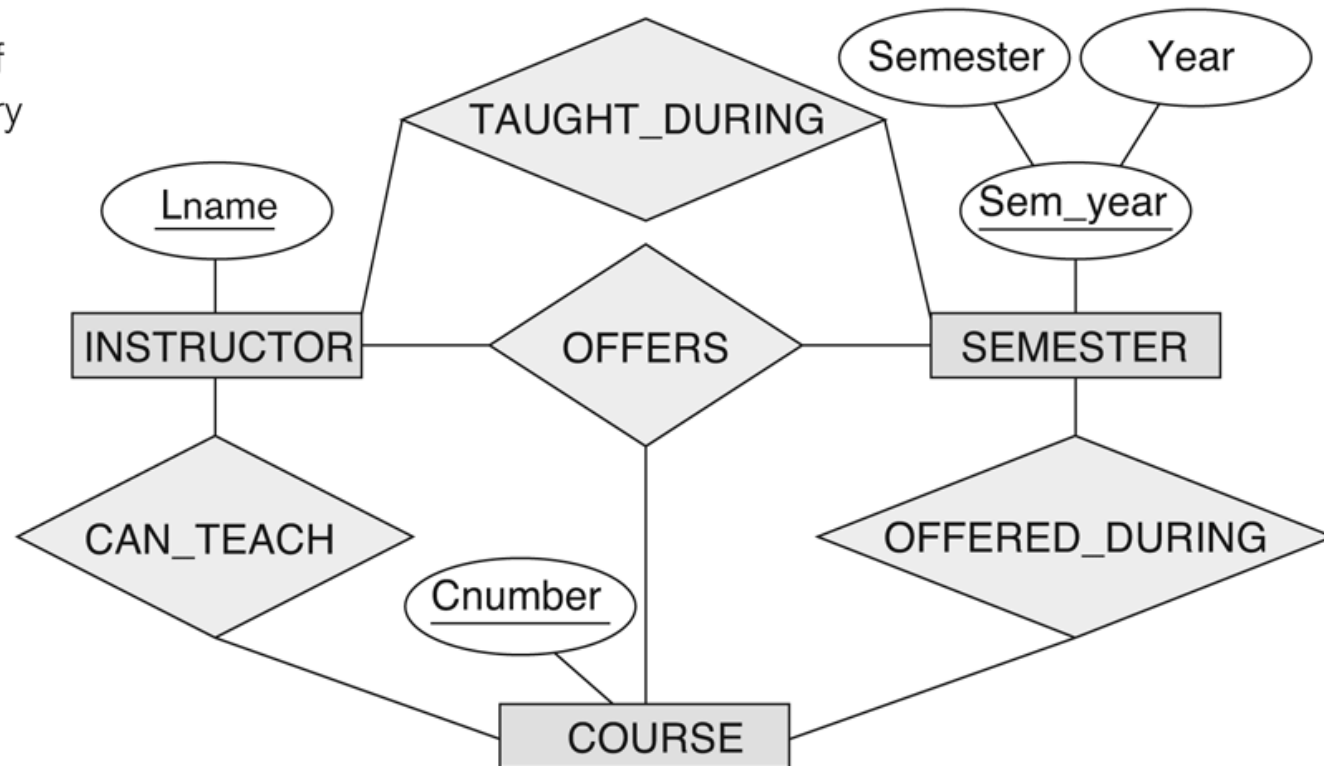 TAUGHT_DURING
Semester
Year
Lname
Sem_year
INSTRUCTOR
OFFERS
SEMESTER
CAN_TEACH
OFFERED_DURING
Cnumber
COURSE